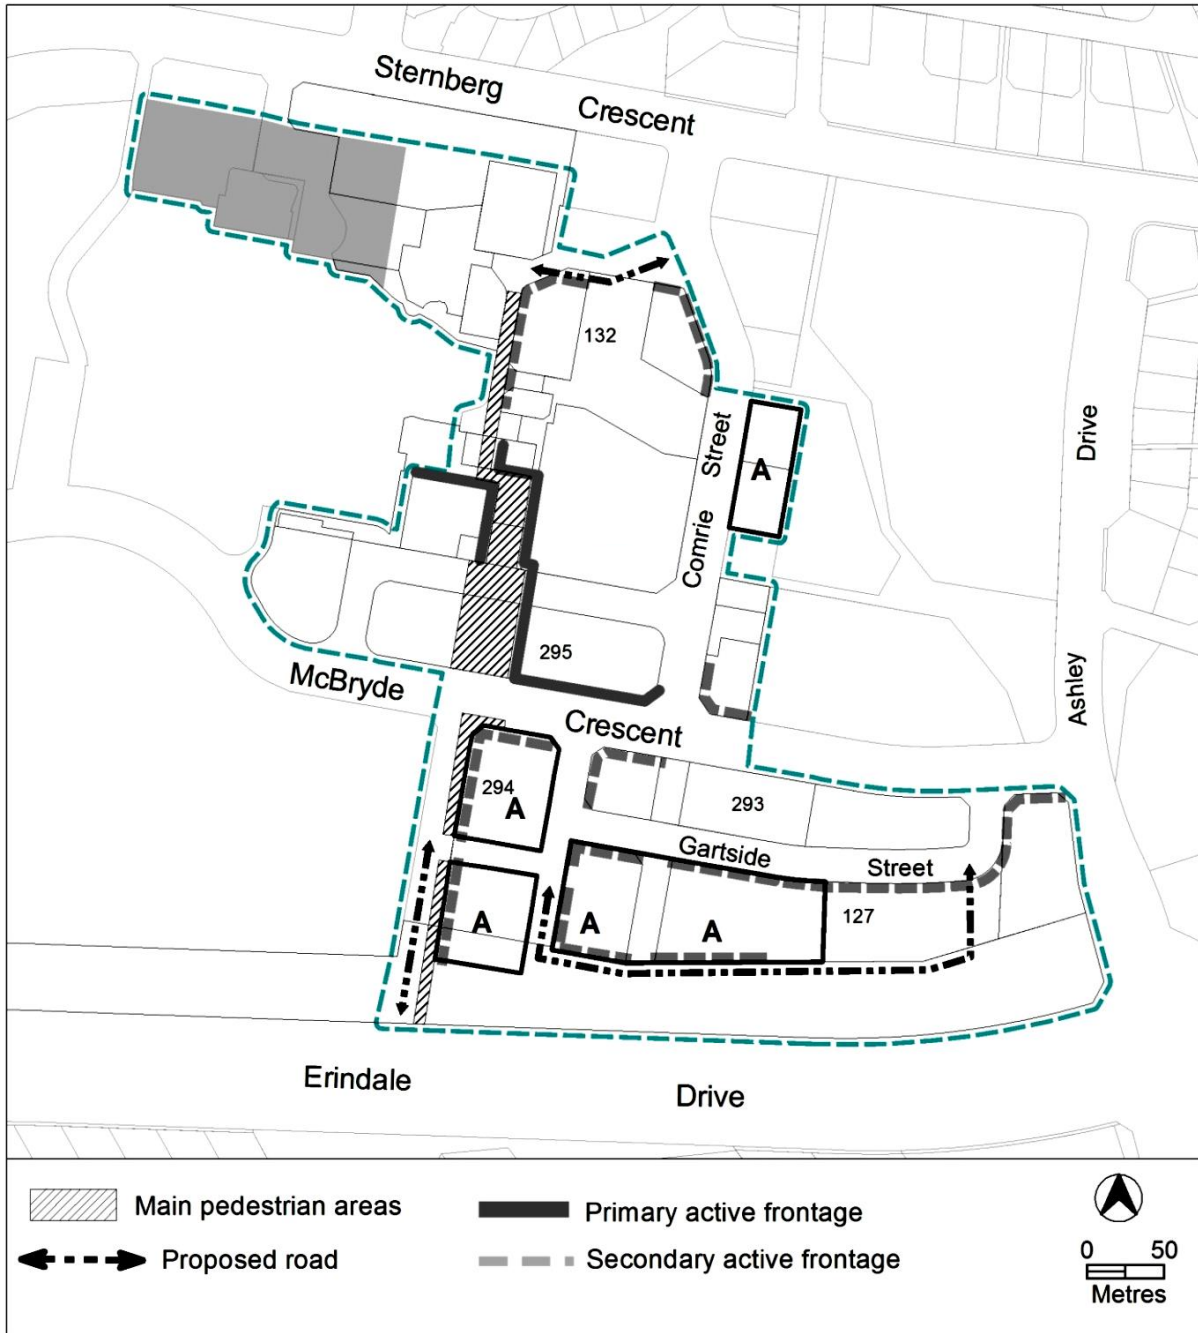 Sternberg Crescent
132
Comrie Street
A
Drive
Ashley
295
McBryde
Crescent
294
A
293
Gartside Street
A
A
A
127
Erindale Drive
Main pedestrian areas
Primary active frontage
Proposed road
Secondary active frontage
0 50
Metres